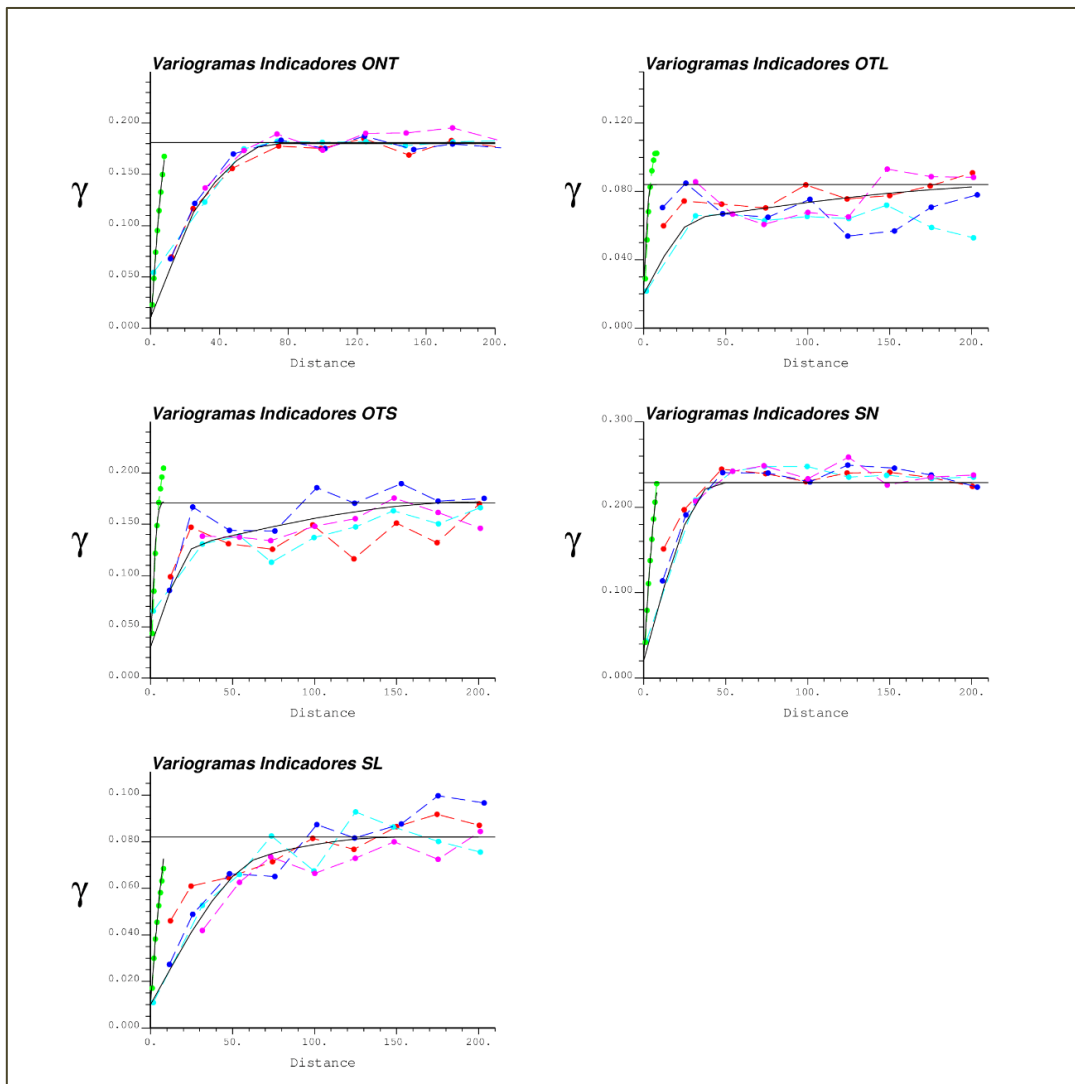 Variogramas Indicadores ONT
γ
0.200
0.150
0.100
0.050
0.000
0. 40. 80. 120. 160. 200.
Distance
Variogramas Indicadores OTL
γ
0.120
0.080
0.040
0.000
0. 50. 100. 150. 200.
Distance
Variogramas Indicadores OTS
γ
0.200
0.150
0.100
0.050
0.000
0. 50. 100. 150. 200.
Distance
Variogramas Indicadores SN
γ
0.300
0.200
0.100
0.000
0. 50. 100. 150. 200.
Distance
Variogramas Indicadores SL
γ
0.100
0.080
0.060
0.040
0.020
0.000
0. 50. 100. 150. 200.
Distance